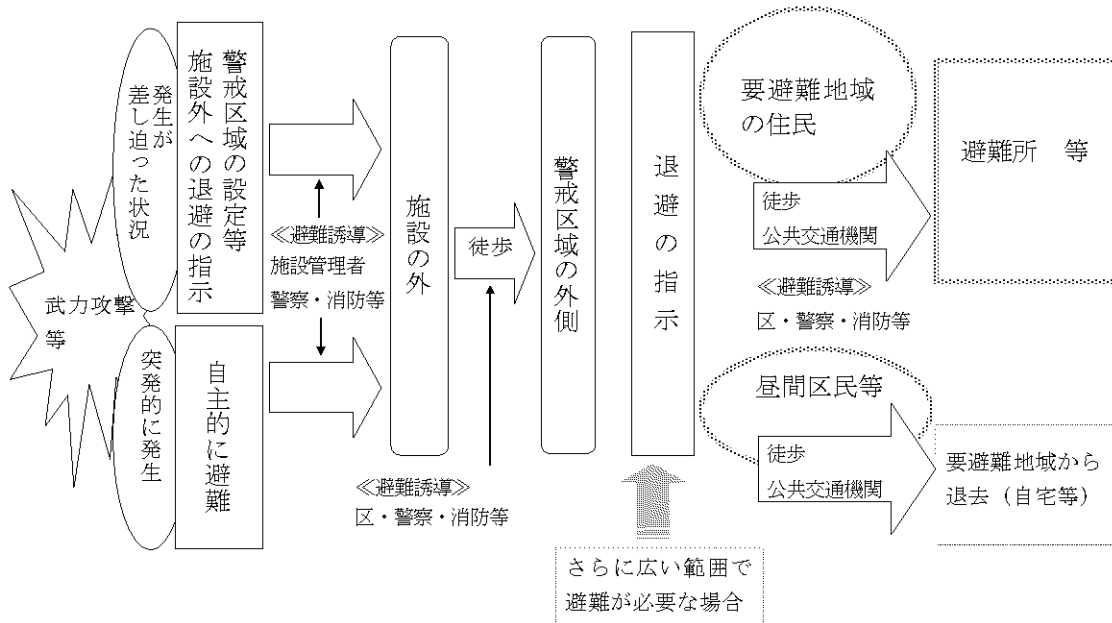 武力攻撃
等
発生が
差し迫った状況
警戒区域の設定等
施設外への退避の指示
突発的に発生
自主的に避難
≪避難誘導≫
施設管理者
警察・消防等
施設の外
徒歩
≪避難誘導≫
区・警察・消防等
警戒区域の外側
退避の指示
さらに広い範囲で
避難が必要な場合
要避難地域
の住民
徒歩
公共交通機関
≪避難誘導≫
区・警察・消防等
避難所　等
昼間区民等
徒歩
公共交通機関
要避難地域から
退去（自宅等）